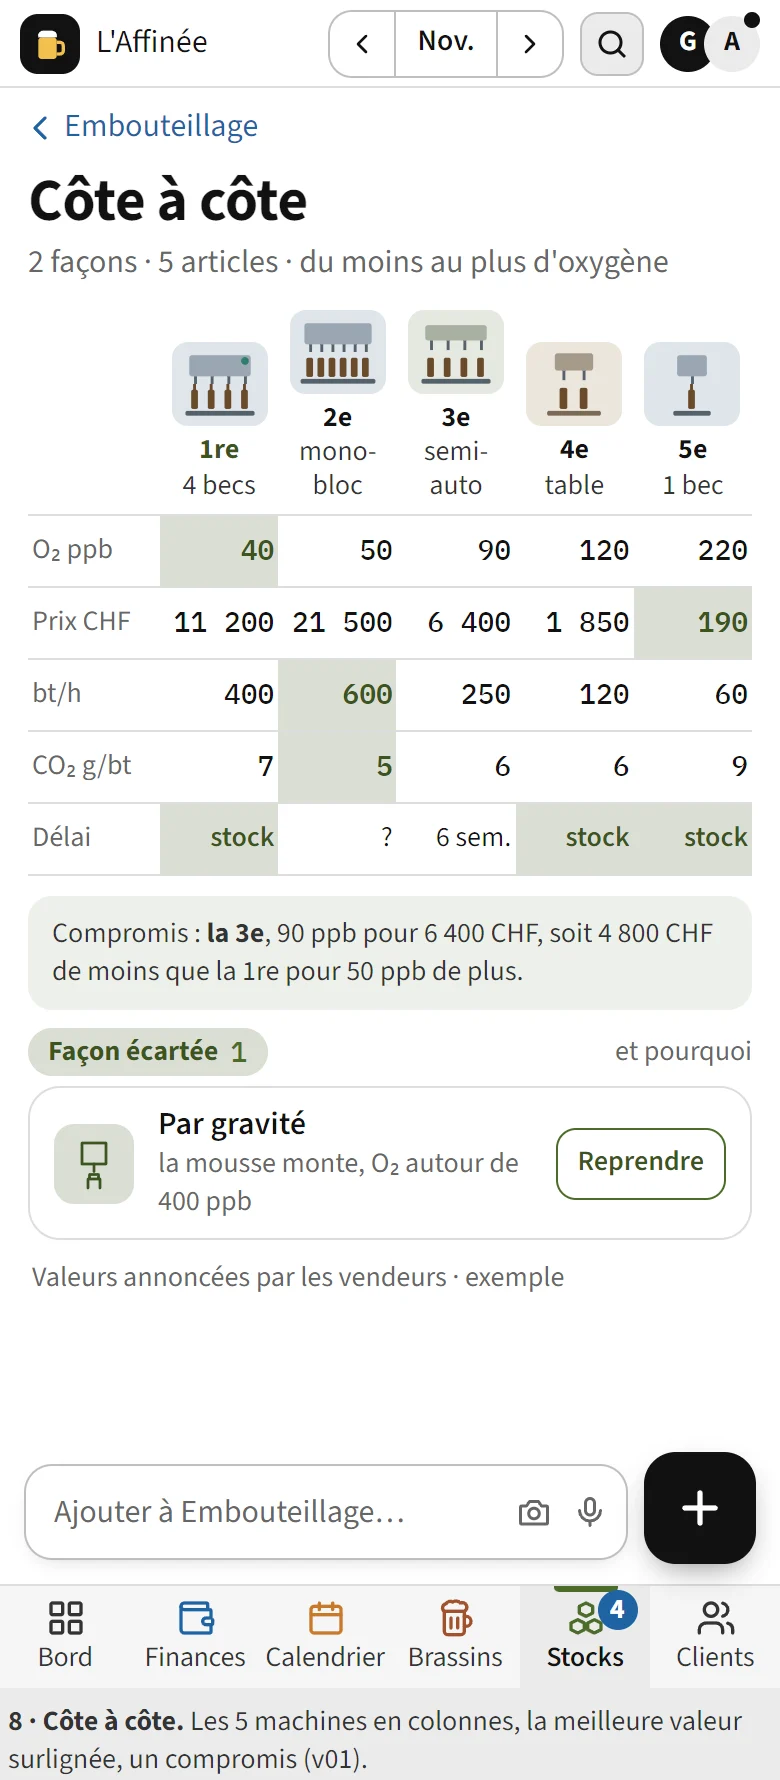 L'Affinée
Nov.
G
A
Embouteillage
Côte à côte
2 façons · 5 articles · du moins au plus d'oxygène
1re 2e 3e 4e 5e
4 becs mono-bloc semi-auto table 1 bec
O₂ ppb 40 50 90 120 220
Prix CHF 11 200 21 500 6 400 1 850 190
bt/h 400 600 250 120 60
CO₂ g/bt 7 5 6 6 9
Délai stock ? 6 sem. stock stock
Compromis : la 3e, 90 ppb pour 6 400 CHF, soit 4 800 CHF
de moins que la 1re pour 50 ppb de plus.
Façon écartée 1
et pourquoi
Par gravité
la mousse monte, O₂ autour de
400 ppb
Reprendre
Valeurs annoncées par les vendeurs · exemple
Ajouter à Embouteillage…
4
Bord Finances Calendrier Brassins Stocks Clients
8 · Côte à côte. Les 5 machines en colonnes, la meilleure valeur
surlignée, un compromis (v01).